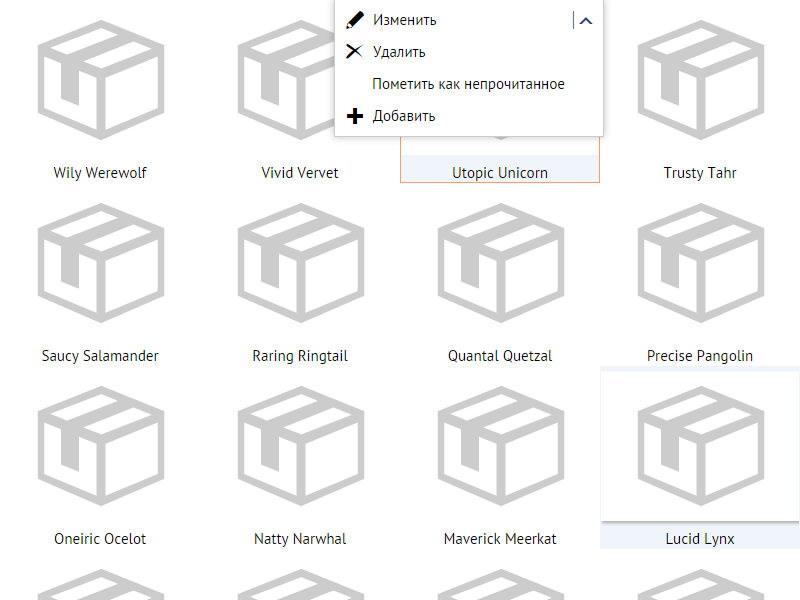 Изменить
Удалить
Пометить как непрочитанное
Добавить
Wily Werewolf
Vivid Vervet
Utopic Unicorn
Trusty Tahr
Saucy Salamander
Raring Ringtail
Quantal Quetzal
Precise Pangolin
Oneiric Ocelot
Natty Narwhal
Maverick Meerkat
Lucid Lynx